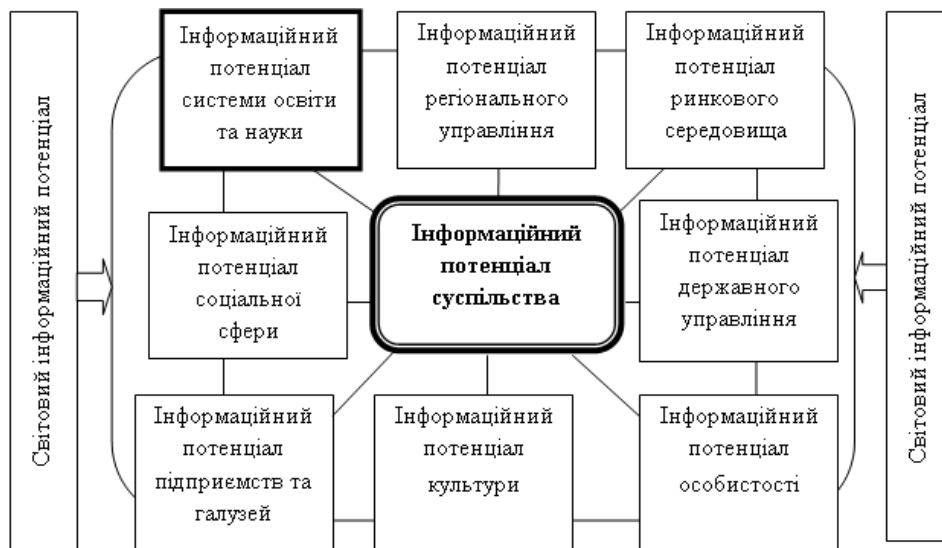 Світовий інформаційний потенціал
Інформаційний
потенціал
системи освіти
та науки
Інформаційний
потенціал
регіонального
управління
Інформаційний
потенціал
ринкового
середовища
Інформаційний
потенціал
соціальної
сфери
Інформаційний
потенціал
суспільства
Інформаційний
потенціал
державного
управління
Інформаційний
потенціал
підприємств та
галузей
Інформаційний
потенціал
культури
Інформаційний
потенціал
особистості
Світовий інформаційний потенціал